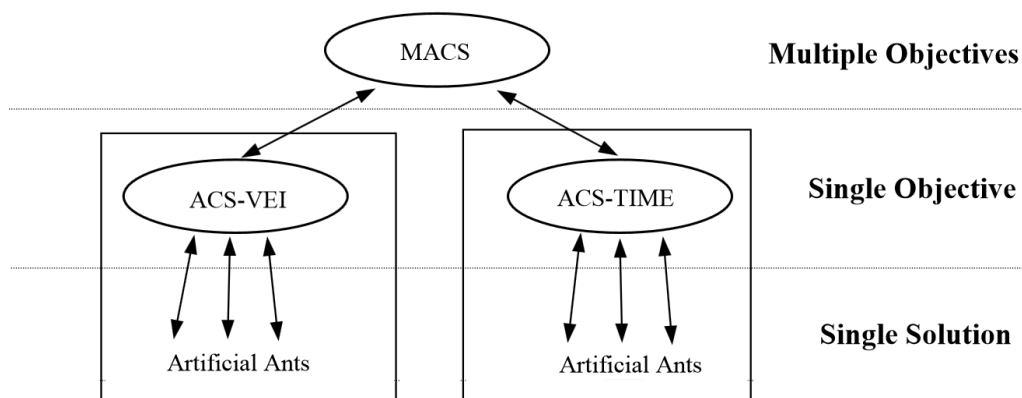 MACS
Multiple Objectives
ACS-VEI
ACS-TIME
Single Objective
Artificial Ants
Artificial Ants
Single Solution